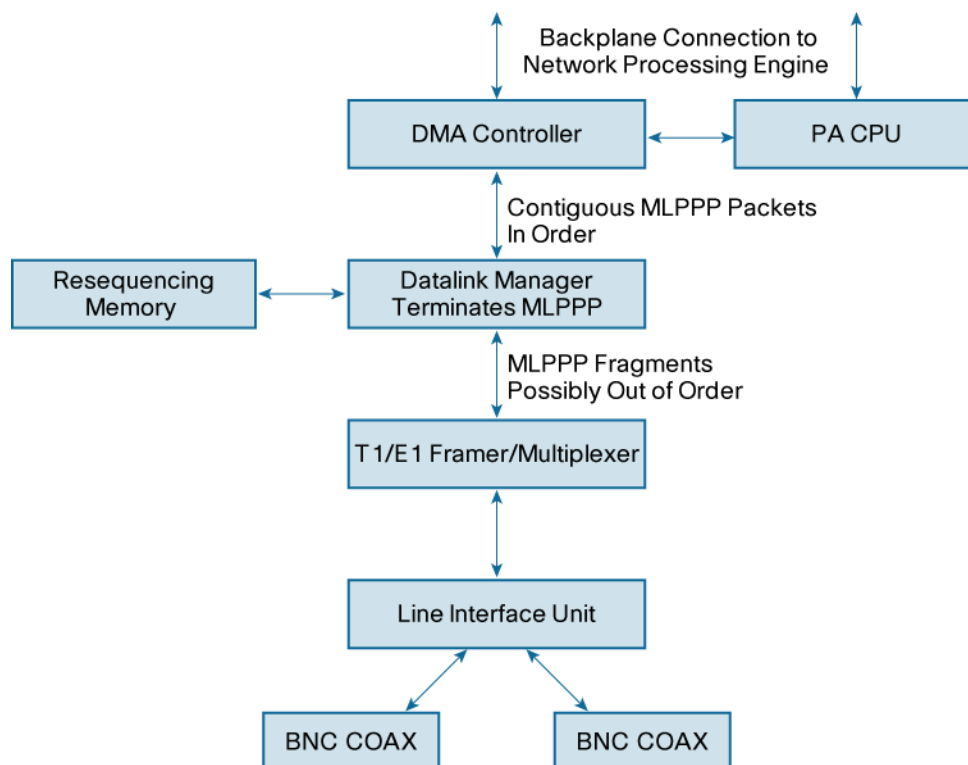 Backplane Connection to
Network Processing Engine
DMA Controller
PA CPU
Contiguous MLPPP Packets
In Order
Resequencing
Memory
Datalink Manager
Terminates MLPPP
MLPPP Fragments
Possibly Out of Order
T1/E1 Framer/Multiplexer
Line Interface Unit
BNC COAX
BNC COAX